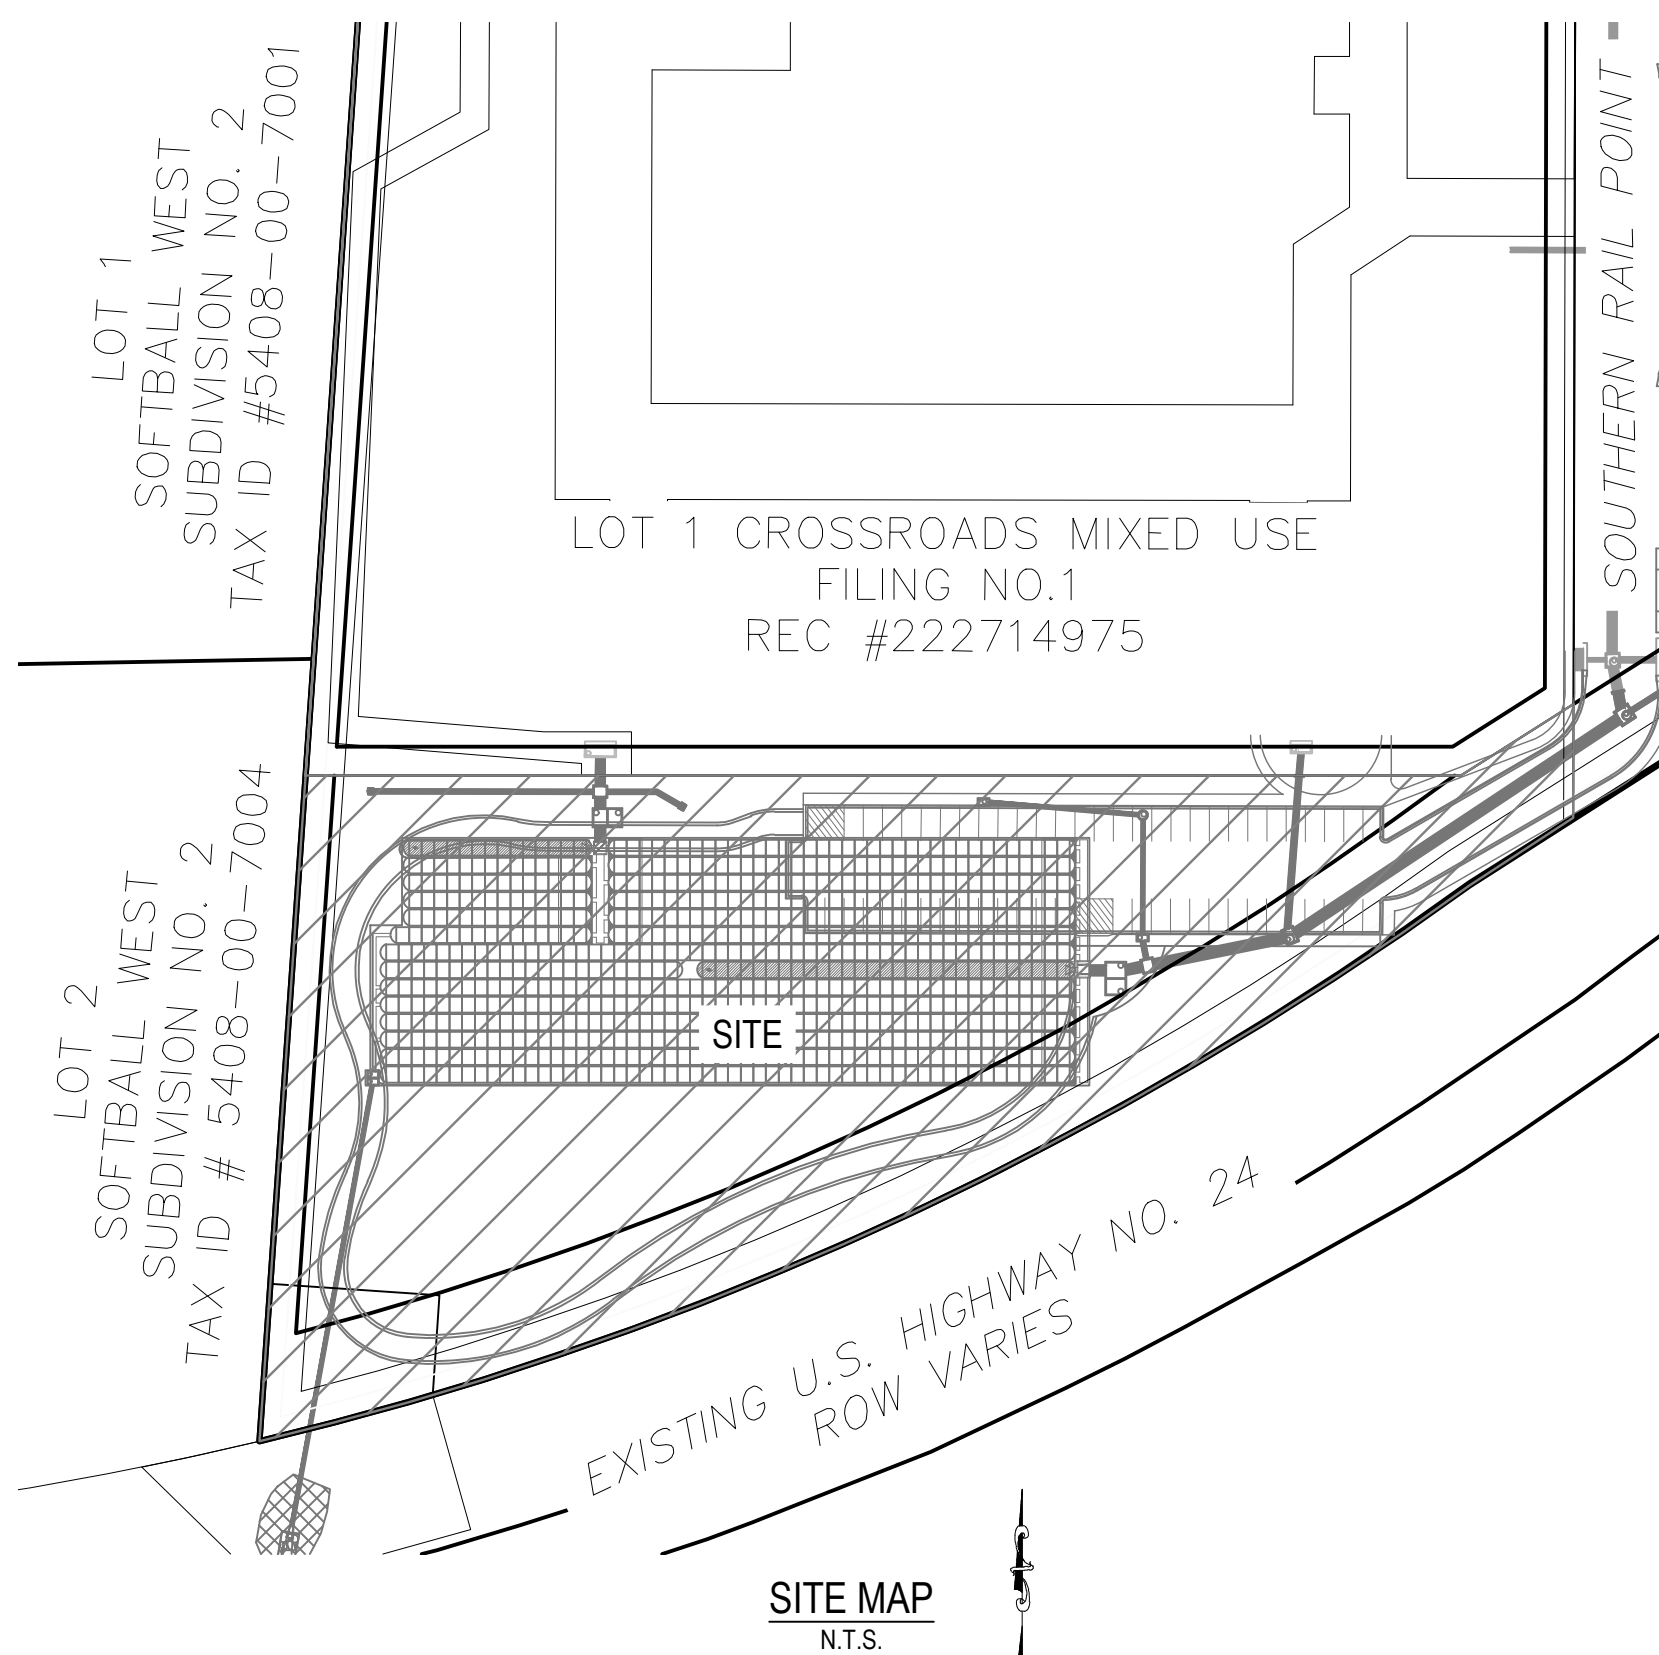 LOT 1
SOFTBALL WEST
SUBDIVISION NO. 2
TAX ID #5408-00-7001
SOUTHERN RAIL POINT
LOT 1 CROSSROADS MIXED USE
FILING NO.1
REC #222714975
LOT 2
SOFTBALL WEST
SUBDIVISION NO. 2
TAX ID # 5408-00-7004
SITE
EXISTING U.S. HIGHWAY NO. 24
ROW VARIES
SITE MAP
N.T.S.